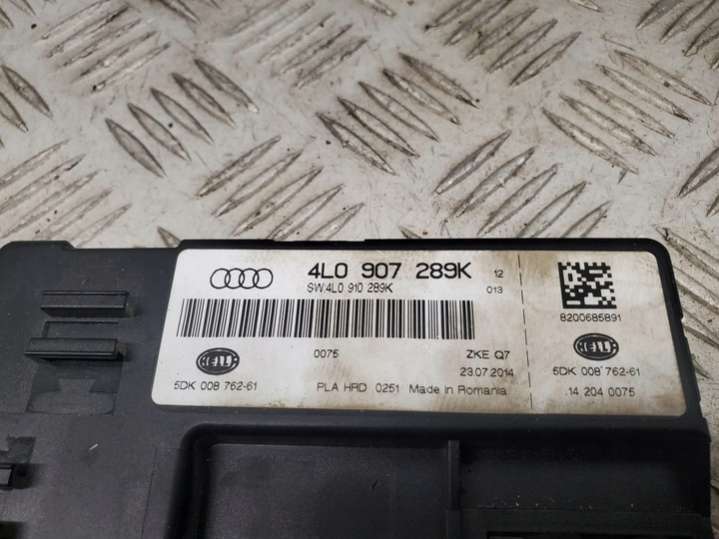 4L0 907 289K 12
SW.4L0 910 289K 013
0075 ZKE Q7
23.07.2014
HELLA
5DK 008 762-61
PLA HRD 0251 Made in Romania
8200685891
HELLA
5DK 008 762-61
14 204 0075